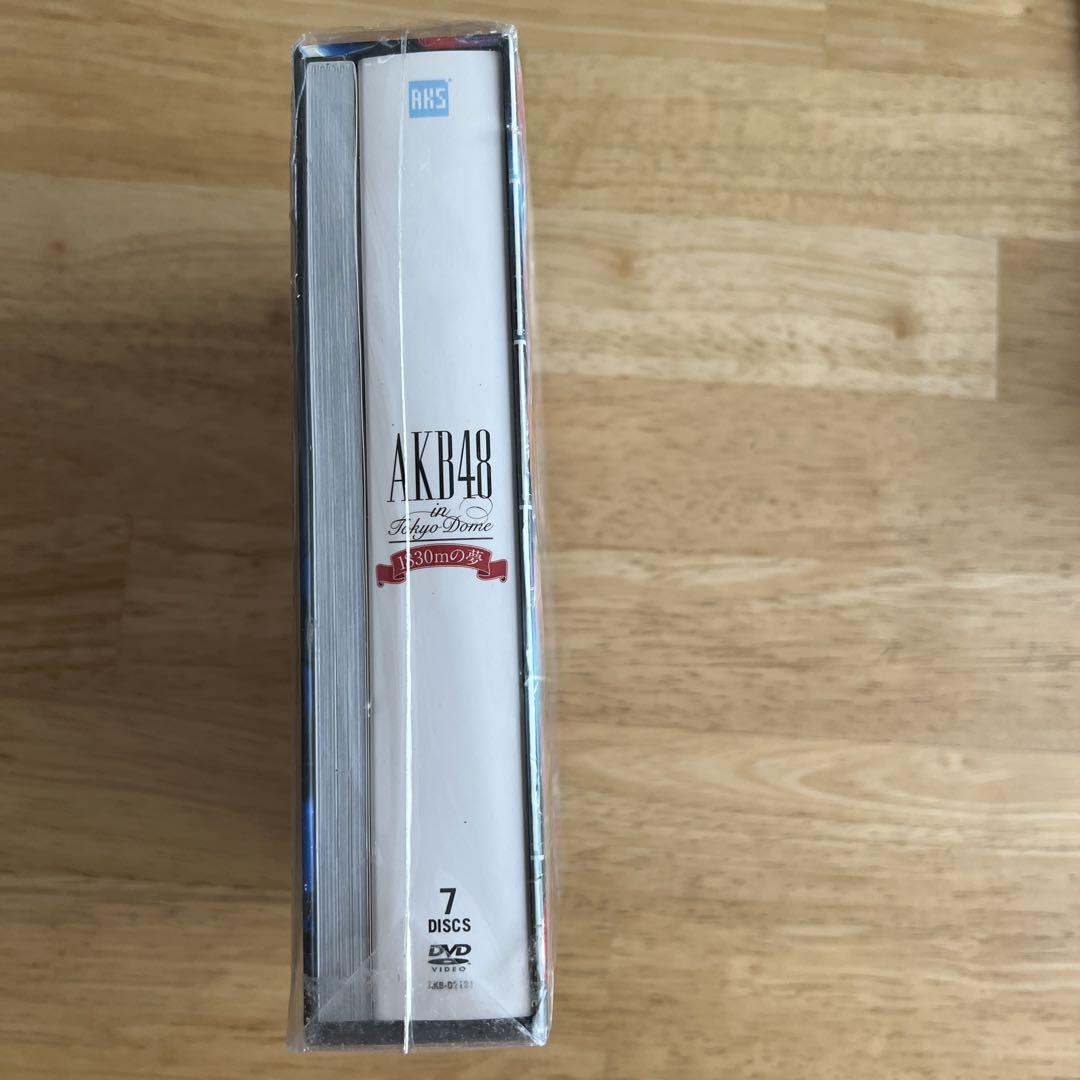 AKS
AKB48
in
Tokyo Dome
1830mの夢
7
DISCS
DVD
VIDEO